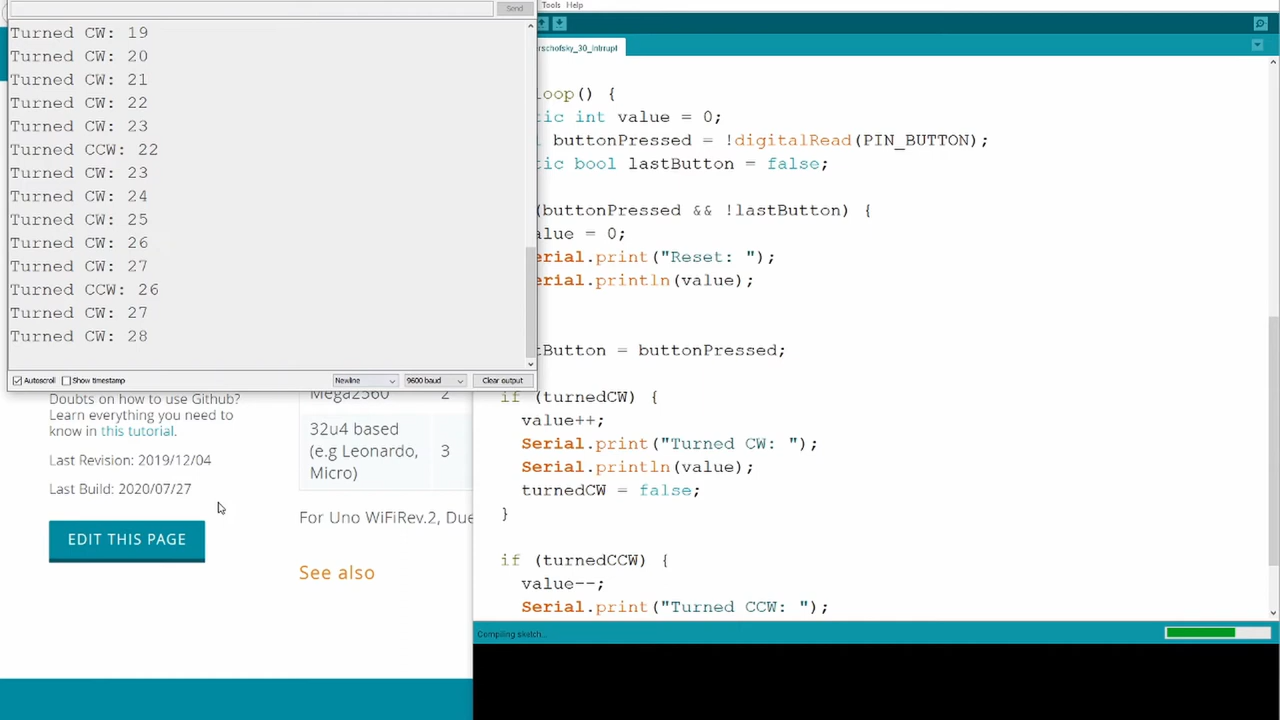 Send
Turned CW: 19
Turned CW: 20
Turned CW: 21
Turned CW: 22
Turned CW: 23
Turned CCW: 22
Turned CW: 23
Turned CW: 24
Turned CW: 25
Turned CW: 26
Turned CW: 27
Turned CCW: 26
Turned CW: 27
Turned CW: 28
Autoscroll Show timestamp Newline 9600 baud Clear output
Doubts on how to use Github?
Learn everything you need to
know in this tutorial.
Last Revision: 2019/12/04
Last Build: 2020/07/27
EDIT THIS PAGE
Mega2560 2
32u4 based
(e.g Leonardo,
Micro)
3
For Uno WiFiRev.2, Due
See also
Tools Help
rschofsky_30_intrrupt
loop() {
tic int value = 0;
l buttonPressed = !digitalRead(PIN_BUTTON);
tic bool lastButton = false;
(buttonPressed && !lastButton) {
alue = 0;
erial.print("Reset: ");
erial.println(value);
tButton = buttonPressed;
if (turnedCW) {
value++;
Serial.print("Turned CW: ");
Serial.println(value);
turnedCW = false;
}
if (turnedCCW) {
value--;
Serial.print("Turned CCW: ");
Compiling sketch...